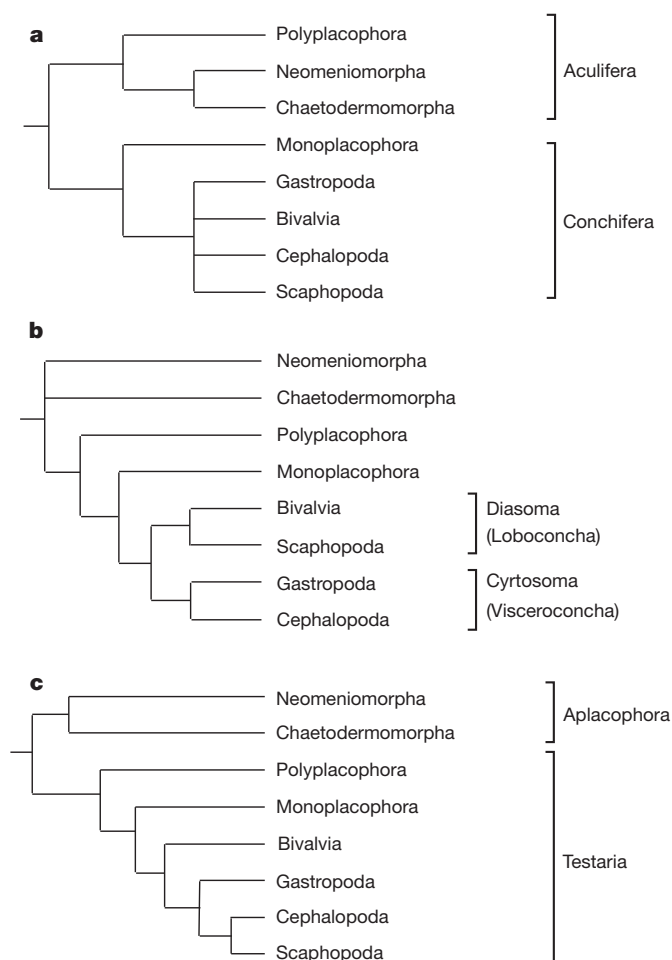 a
Polyplacophora
Neomeniomorpha
Aculifera
Chaetodermomorpha
Monoplacophora
Gastropoda
Bivalvia
Conchifera
Cephalopoda
Scaphopoda
b
Neomeniomorpha
Chaetodermomorpha
Polyplacophora
Monoplacophora
Bivalvia
Diasoma
(Loboconcha)
Scaphopoda
Gastropoda
Cyrtosoma
(Visceroconcha)
Cephalopoda
c
Neomeniomorpha
Aplacophora
Chaetodermomorpha
Polyplacophora
Monoplacophora
Bivalvia
Testaria
Gastropoda
Cephalopoda
Scaphopoda